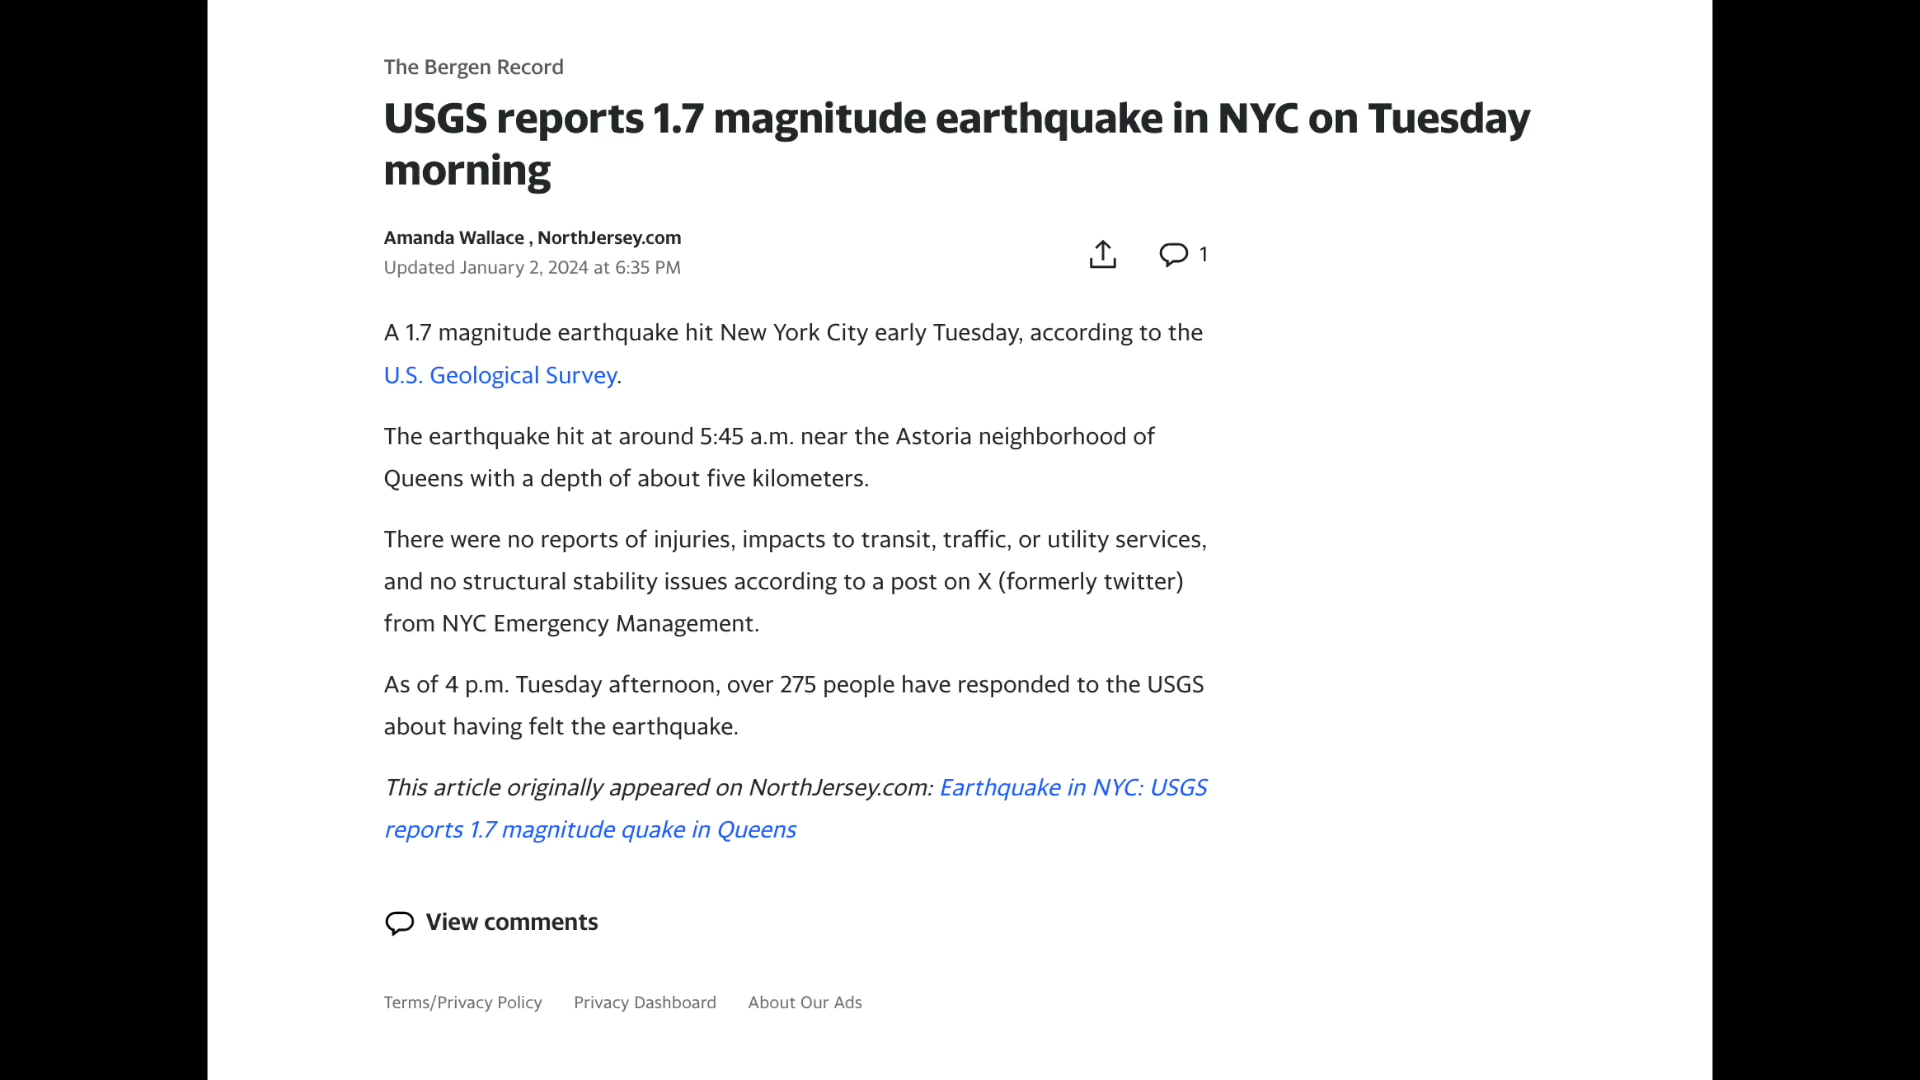 The Bergen Record
USGS reports 1.7 magnitude earthquake in NYC on Tuesday
morning
Amanda Wallace , NorthJersey.com
Updated January 2, 2024 at 6:35 PM
1
A 1.7 magnitude earthquake hit New York City early Tuesday, according to the
U.S. Geological Survey.
The earthquake hit at around 5:45 a.m. near the Astoria neighborhood of
Queens with a depth of about five kilometers.
There were no reports of injuries, impacts to transit, traffic, or utility services,
and no structural stability issues according to a post on X (formerly twitter)
from NYC Emergency Management.
As of 4 p.m. Tuesday afternoon, over 275 people have responded to the USGS
about having felt the earthquake.
This article originally appeared on NorthJersey.com: Earthquake in NYC: USGS
reports 1.7 magnitude quake in Queens
View comments
Terms/Privacy Policy Privacy Dashboard About Our Ads